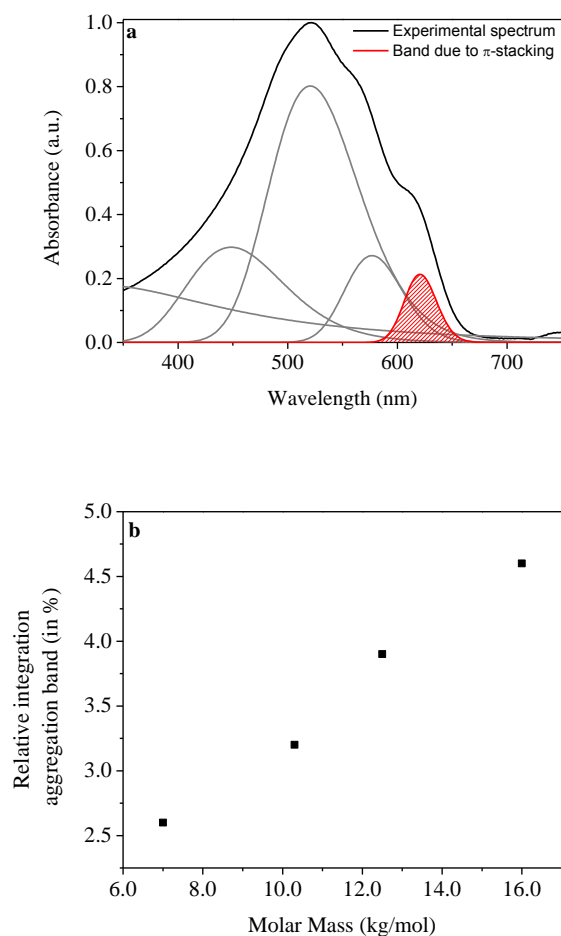 a
Experimental spectrum
Band due to π-stacking
1.0
0.8
0.6
0.4
0.2
0.0
Absorbance (a.u.)
400 500 600 700
Wavelength (nm)
b
5.0
4.5
4.0
3.5
3.0
2.5
Relative integration
aggregation band (in %)
6.0 8.0 10.0 12.0 14.0 16.0
Molar Mass (kg/mol)